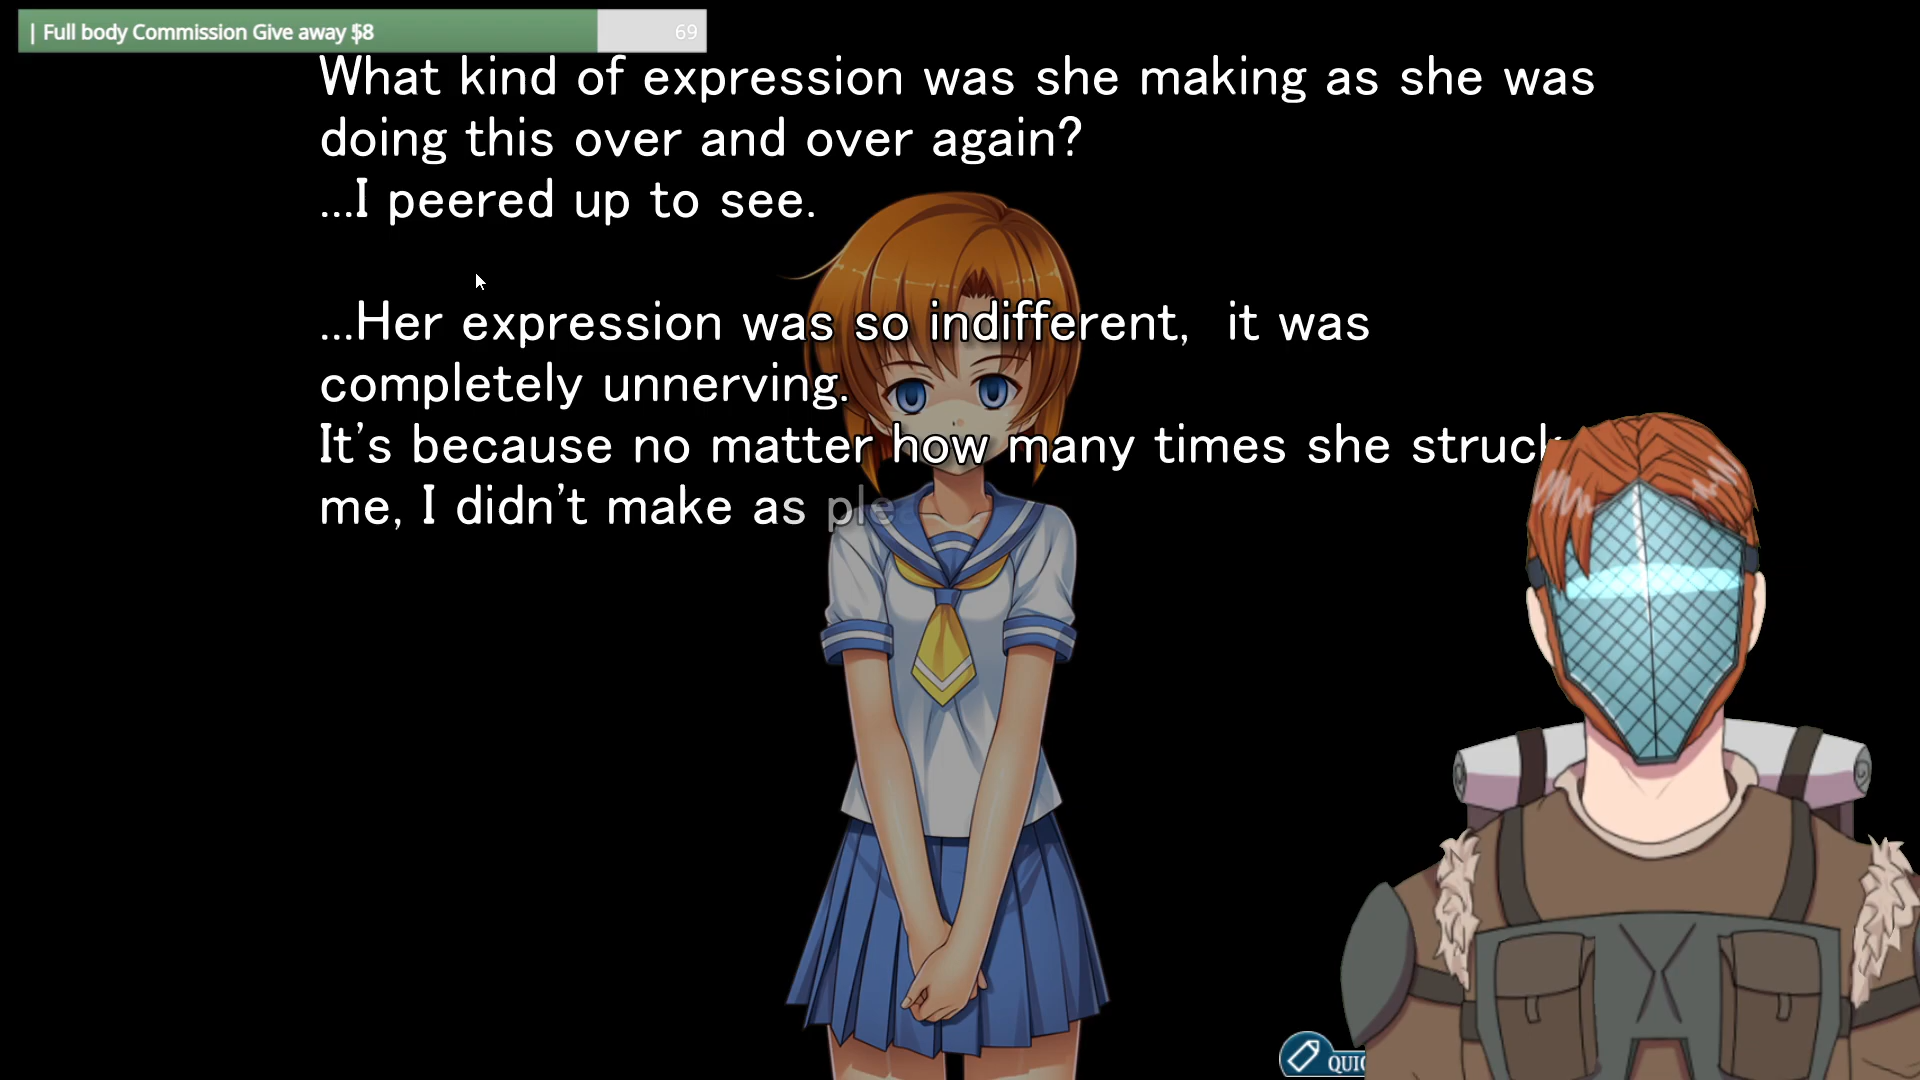 | Full body Commission Give away $8
69
What kind of expression was she making as she was
doing this over and over again?
...I peered up to see.
...Her expression was so indifferent, it was
completely unnerving.
It's because no matter how many times she struck
me, I didn't make as